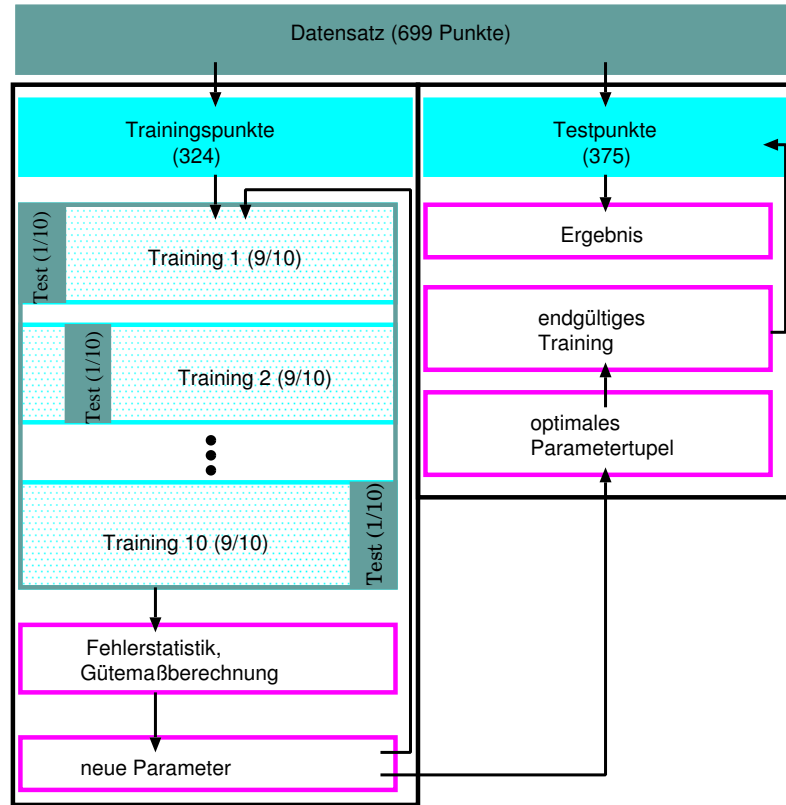 Datensatz (699 Punkte)
Trainingspunkte
(324)
Test (1/10)
Training 1 (9/10)
Test (1/10)
Training 2 (9/10)
Training 10 (9/10)
Test (1/10)
Fehlerstatistik,
Gütemaßberechnung
neue Parameter
Testpunkte
(375)
Ergebnis
endgültiges
Training
optimales
Parametertupel